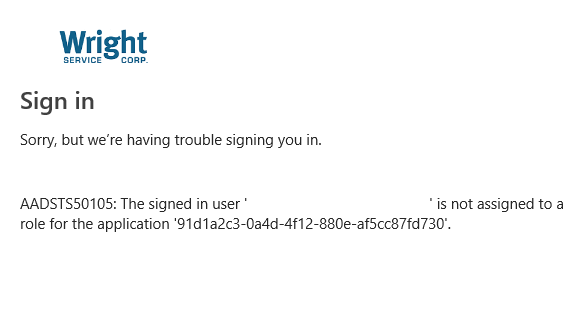 Wright
SERVICE CORP.
Sign in
Sorry, but we're having trouble signing you in.
AADSTS50105: The signed in user ' ' is not assigned to a
role for the application '91d1a2c3-0a4d-4f12-880e-af5cc87fd730'.